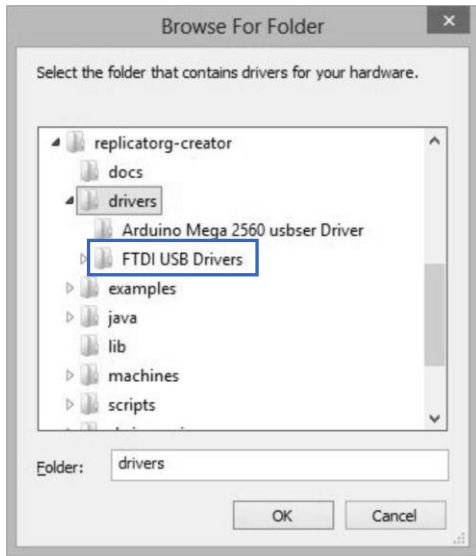 Browse For Folder
Select the folder that contains drivers for your hardware.
replicatorg-creator
docs
drivers
Arduino Mega 2560 usbser Driver
FTDI USB Drivers
examples
java
lib
machines
scripts
Folder: drivers
OK Cancel